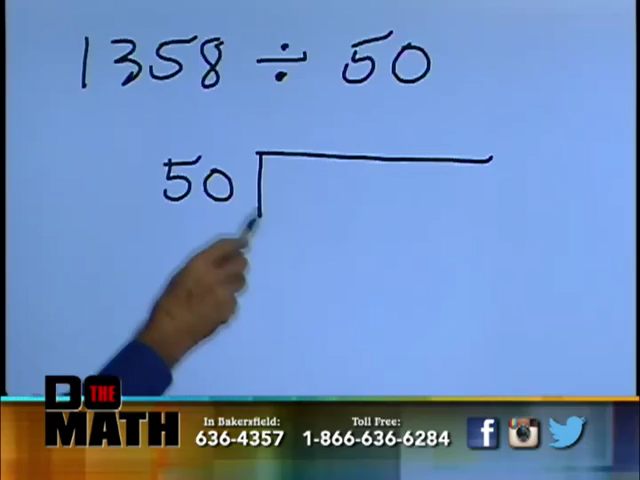 1358 ÷ 50
50
DO THE MATH
In Bakersfield:
636-4357
Toll Free:
1-866-636-6284
f